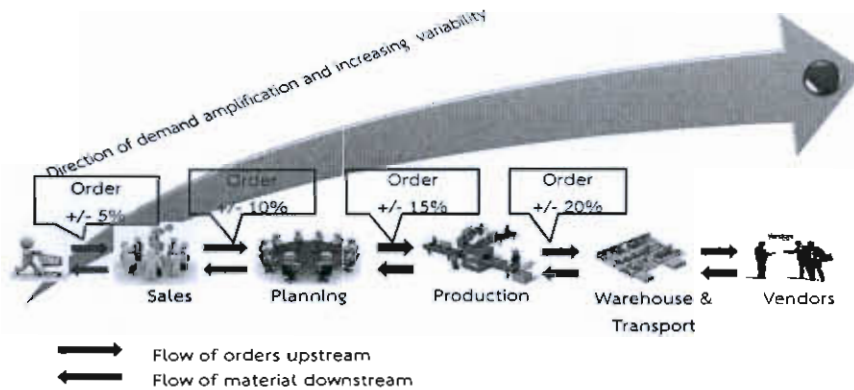 Direction of demand amplification and increasing variability
Order
+/- 5%
Order
+/- 10%
Order
+/- 15%
Order
+/- 20%
Vendors
Sales
Planning
Production
Warehouse &
Transport
Vendors
Flow of orders upstream
Flow of material downstream